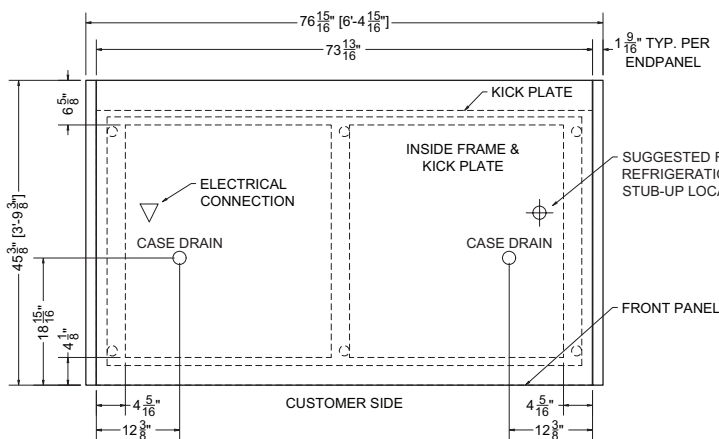 76 15/16" [6'-4 15/16"]
73 13/16"
1 9/16" TYP. PER
ENDPANEL
6 5/8"
KICK PLATE
INSIDE FRAME &
KICK PLATE
SUGGESTED
STUB-UP
ELECTRICAL
CONNECTION
CASE DRAIN
CASE DRAIN
45 3/8" [3'-9 3/8"]
18 15/16"
4 1/8"
FRONT PANEL
4 5/16"
CUSTOMER SIDE
4 5/16"
12 3/8"
12 3/8"